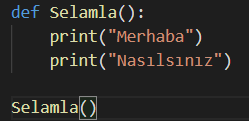 def Selamla():
    print("Merhaba")
    print("Nasılsınız")
Selamla()